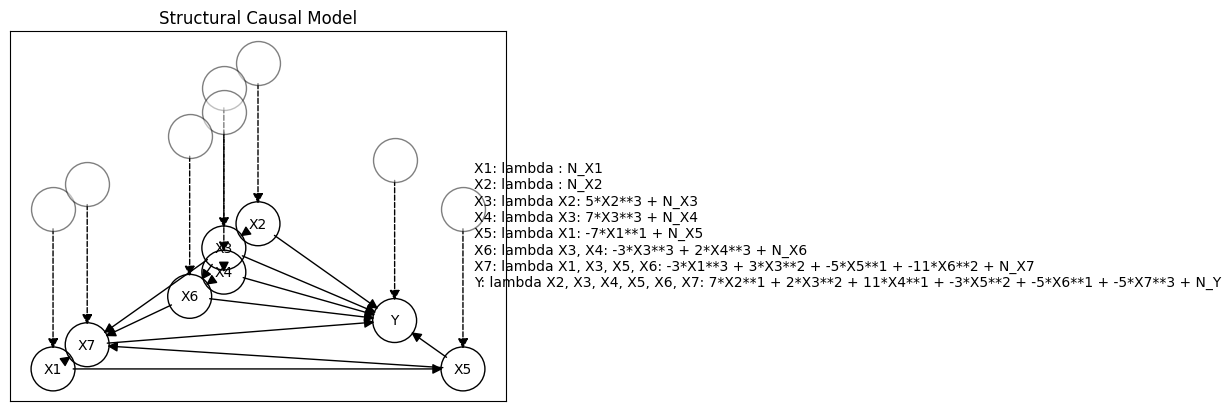 Structural Causal Model
X1: lambda : N_X1
X2: lambda : N_X2
X3: lambda X2: 5*X2**3 + N_X3
X4: lambda X3: 7*X3**3 + N_X4
X5: lambda X1: -7*X1**1 + N_X5
X6: lambda X3, X4: -3*X3**3 + 2*X4**3 + N_X6
X7: lambda X1, X3, X5, X6: -3*X1**3 + 3*X3**2 + -5*X5**1 + -11*X6**2 + N_X7
Y: lambda X2, X3, X4, X5, X6, X7: 7*X2**1 + 2*X3**2 + 11*X4**1 + -3*X5**2 + -5*X6**1 + -5*X7**3 + N_Y
X2
X3
X4
X6
Y
X7
X1
X5